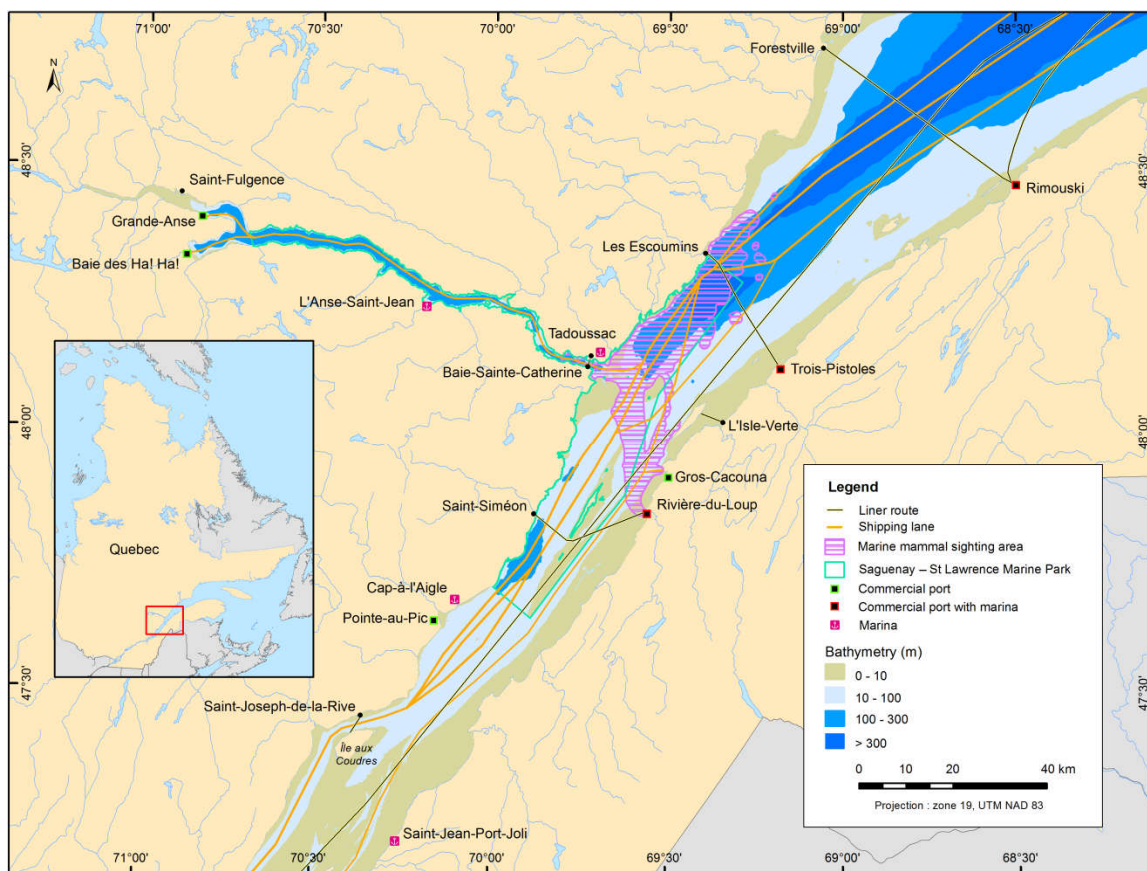 71°00' 70°30' 70°00' 69°30' 69°00' 68°30'
Forestville
N
48°30' 48°30'
Saint-Fulgence
Rimouski
Grande-Anse
Les Escoumins
Baie des Ha! Ha!
L'Anse-Saint-Jean
Tadoussac
Baie-Sainte-Catherine
Trois-Pistoles
48°00' 48°00'
L'Isle-Verte
Gros-Cacouna
Saint-Siméon
Rivière-du-Loup
Quebec
Cap-à-l'Aigle
Pointe-au-Pic
47°30' 47°30'
Saint-Joseph-de-la-Rive
Île aux
Coudres
Saint-Jean-Port-Joli
Legend
Liner route
Shipping lane
Marine mammal sighting area
Saguenay – St Lawrence Marine Park
Commercial port
Commercial port with marina
Marina
Bathymetry (m)
0 - 10
10 - 100
100 - 300
> 300
0 10 20 40 km
Projection : zone 19, UTM NAD 83
71°00' 70°30' 70°00' 69°30' 69°00' 68°30'